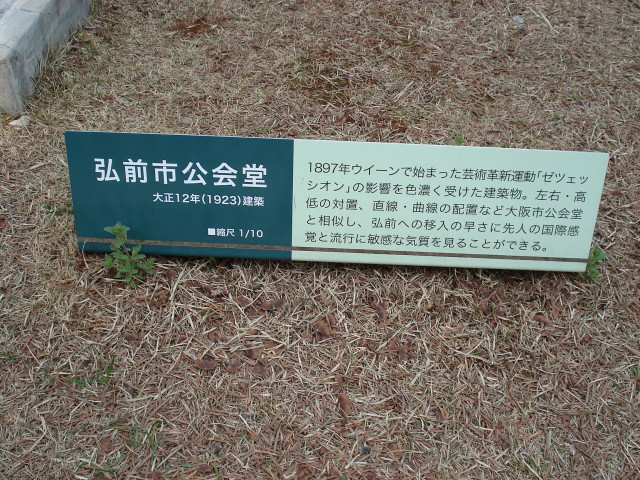 弘前市公会堂
大正12年(1923)建築
■縮尺 1/10
1897年ウイーンで始まった芸術革新運動「ゼツェッ
シオン」の影響を色濃く受けた建築物。左右・高
低の対置、直線・曲線の配置など大阪市公会堂
と相似し、弘前への移入の早さに先人の国際感
覚と流行に敏感な気質を見ることができる。